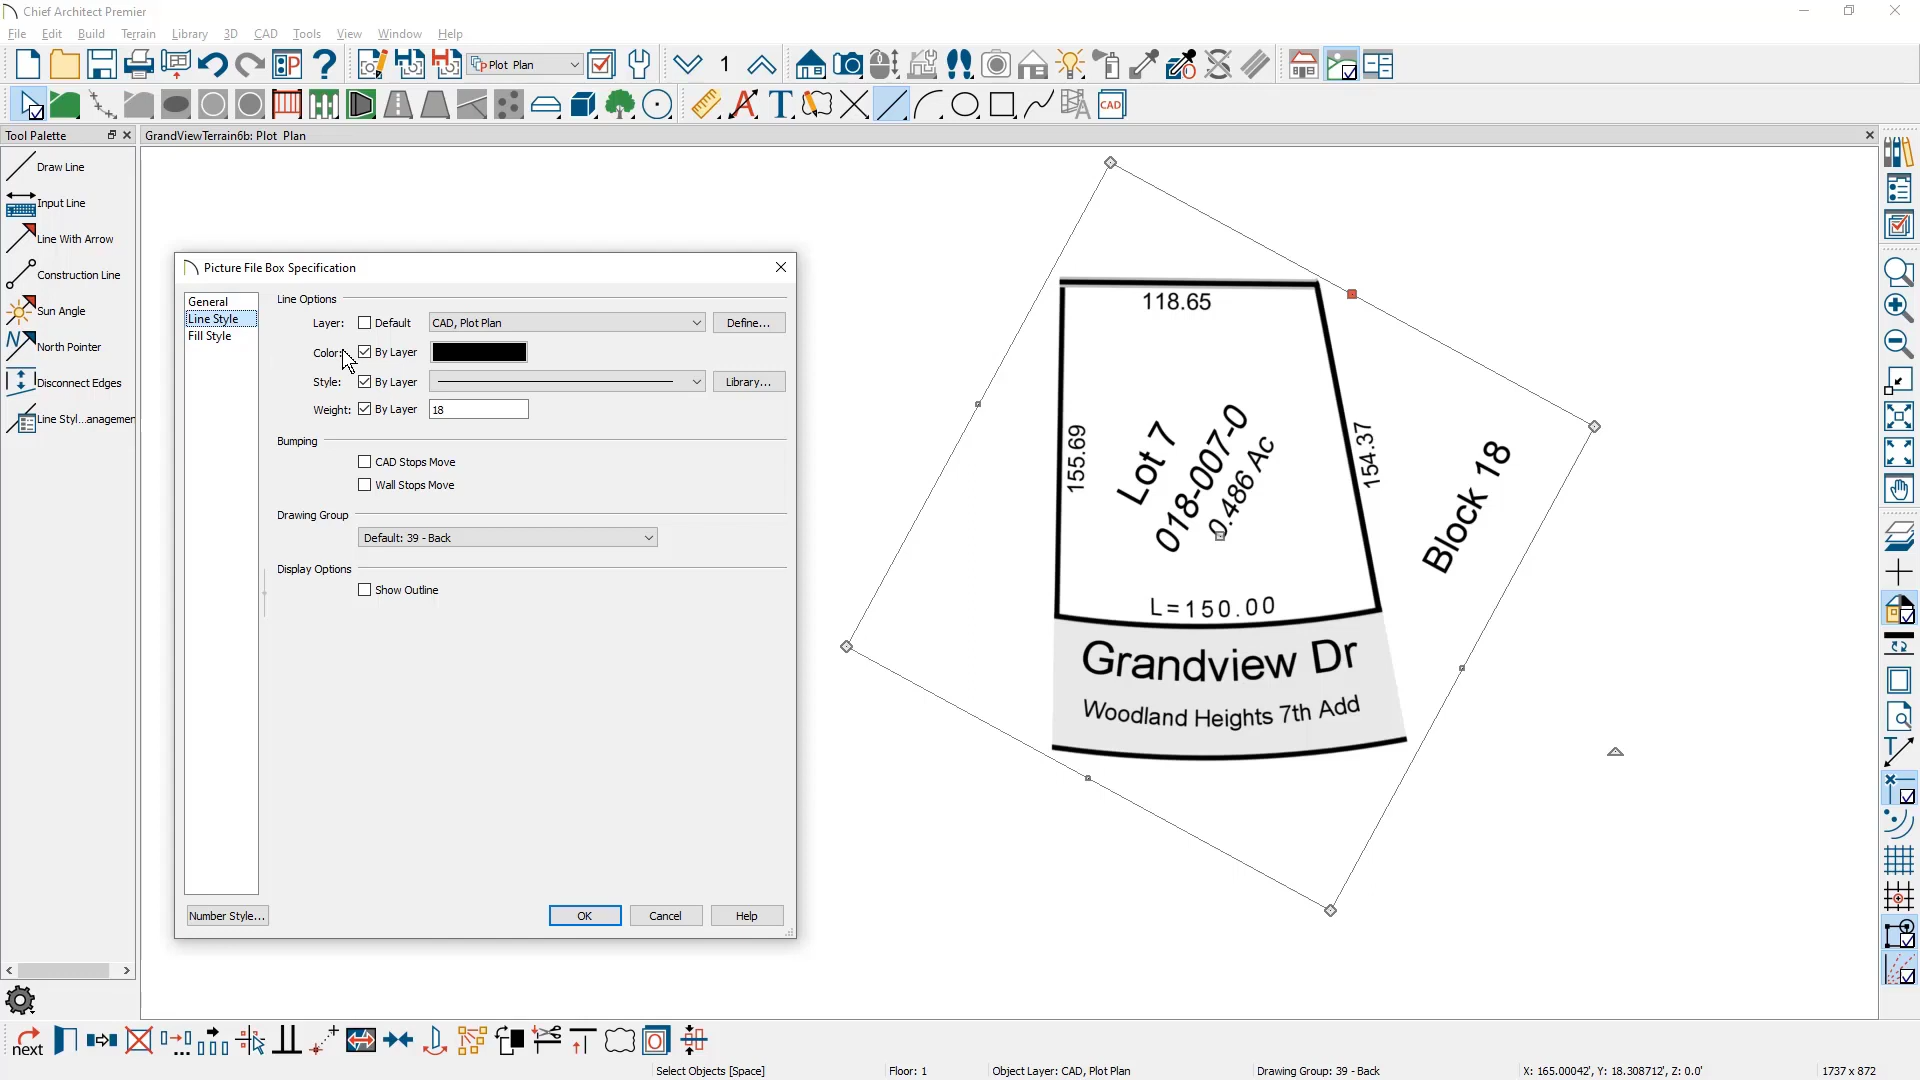 Chief Architect Premier
File Edit Build Terrain Library 3D CAD Tools View Window Help
Plot Plan
1
CAD
Tool Palette
GrandViewTerrain6b: Plot Plan
Draw Line
Input Line
Line With Arrow
Construction Line
Sun Angle
North Pointer
Disconnect Edges
Line Styl...anagemen
Picture File Box Specification
General
Line Style
Fill Style
Line Options
Layer: Default CAD, Plot Plan Define...
Color: By Layer
Style: By Layer Library...
Weight: By Layer 18
Bumping
CAD Stops Move
Wall Stops Move
Drawing Group
Default: 39 - Back
Display Options
Show Outline
Number Style...
OK Cancel Help
118.65
155.69
Lot 7
018-007-0
0.486 Ac
154.37
Block 18
L=150.00
Grandview Dr
Woodland Heights 7th Add
next
Select Objects [Space]
Floor: 1
Object Layer: CAD, Plot Plan
Drawing Group: 39 - Back
X: 165.00042', Y: 18.308712', Z: 0.0'
1737 x 872